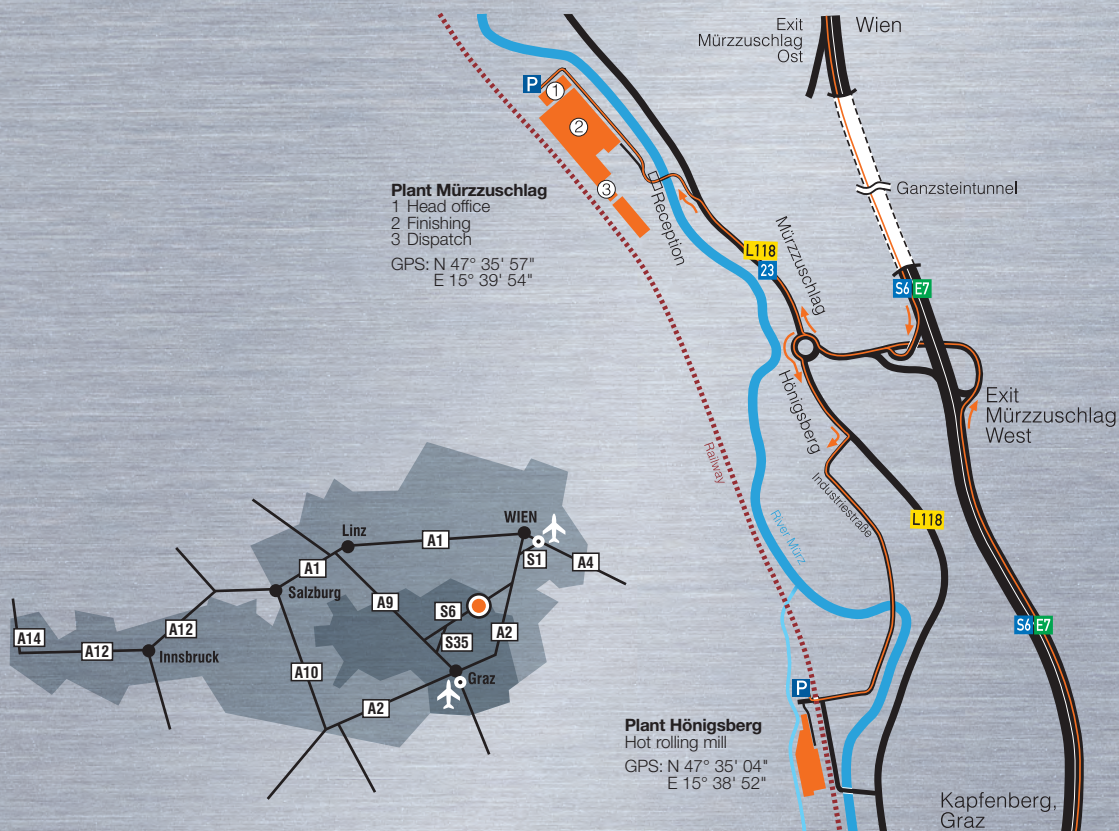 Exit
Mürzzuschlag
Ost
Wien
P
1
2
3
Plant Mürzzuschlag
1 Head office
2 Finishing
3 Dispatch
GPS: N 47° 35' 57"
E 15° 39' 54"
Reception
Ganzsteintunnel
L118
23
Mürzzuschlag
S6 E7
Hönigsberg
Exit
Mürzzuschlag
West
Railway
Industriestraße
River Mürz
L118
S6 E7
P
Plant Hönigsberg
Hot rolling mill
GPS: N 47° 35' 04"
E 15° 38' 52"
Kapfenberg,
Graz
Linz
A1
WIEN
S1
A4
A1
Salzburg
A9
S6
S35
A2
A14
A12
A12
Innsbruck
A10
Graz
A2